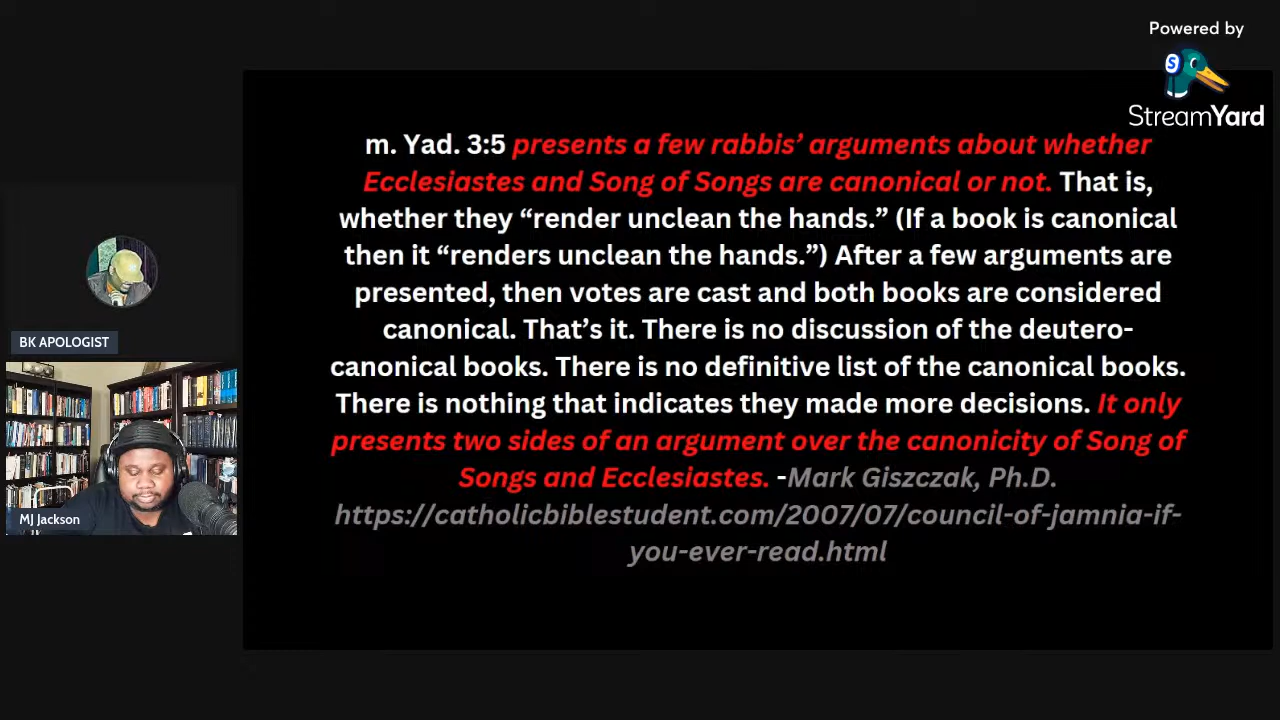 Powered by
StreamYard
m. Yad. 3:5 presents a few rabbis’ arguments about whether
Ecclesiastes and Song of Songs are canonical or not. That is,
whether they “render unclean the hands.” (If a book is canonical
then it “renders unclean the hands.”) After a few arguments are
presented, then votes are cast and both books are considered
canonical. That’s it. There is no discussion of the deutero-
canonical books. There is no definitive list of the canonical books.
There is nothing that indicates they made more decisions. It only
presents two sides of an argument over the canonicity of Song of
Songs and Ecclesiastes. -Mark Giszczak, Ph.D.
https://catholicbiblestudent.com/2007/07/council-of-jamnia-if-
you-ever-read.html
BK APOLOGIST
MJ Jackson